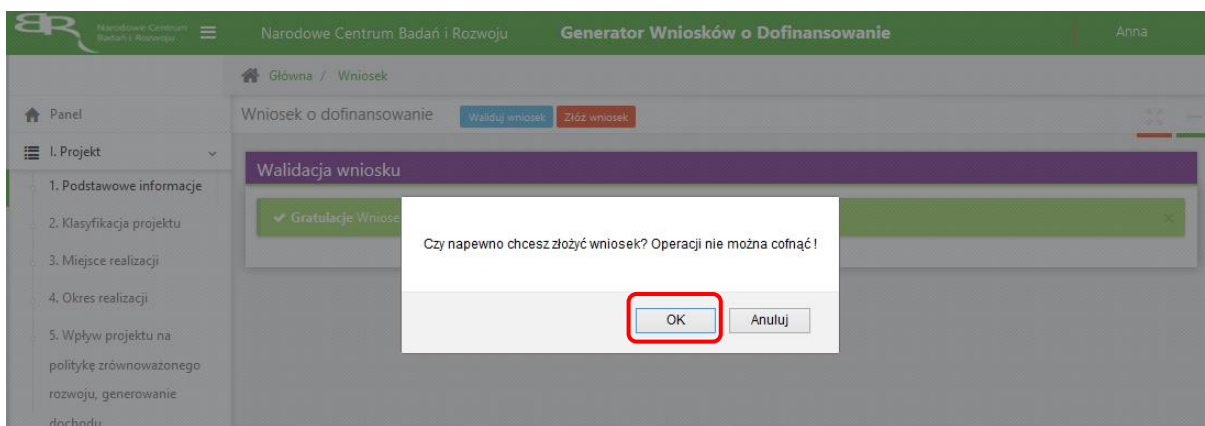 Narodowe Centrum
Badań i Rozwoju
Narodowe Centrum Badań i Rozwoju Generator Wniosków o Dofinansowanie Anna
Główna / Wniosek
Panel
Wniosek o dofinansowanie Waliduj wniosek Złóż wniosek
I. Projekt
Walidacja wniosku
1. Podstawowe informacje
2. Klasyfikacja projektu
Gratulacje Wniose
Czy napewno chcesz złożyć wniosek? Operacji nie można cofnąć !
3. Miejsce realizacji
4. Okres realizacji
OK Anuluj
5. Wpływ projektu na
politykę zrównoważonego
rozwoju, generowanie
dochodu